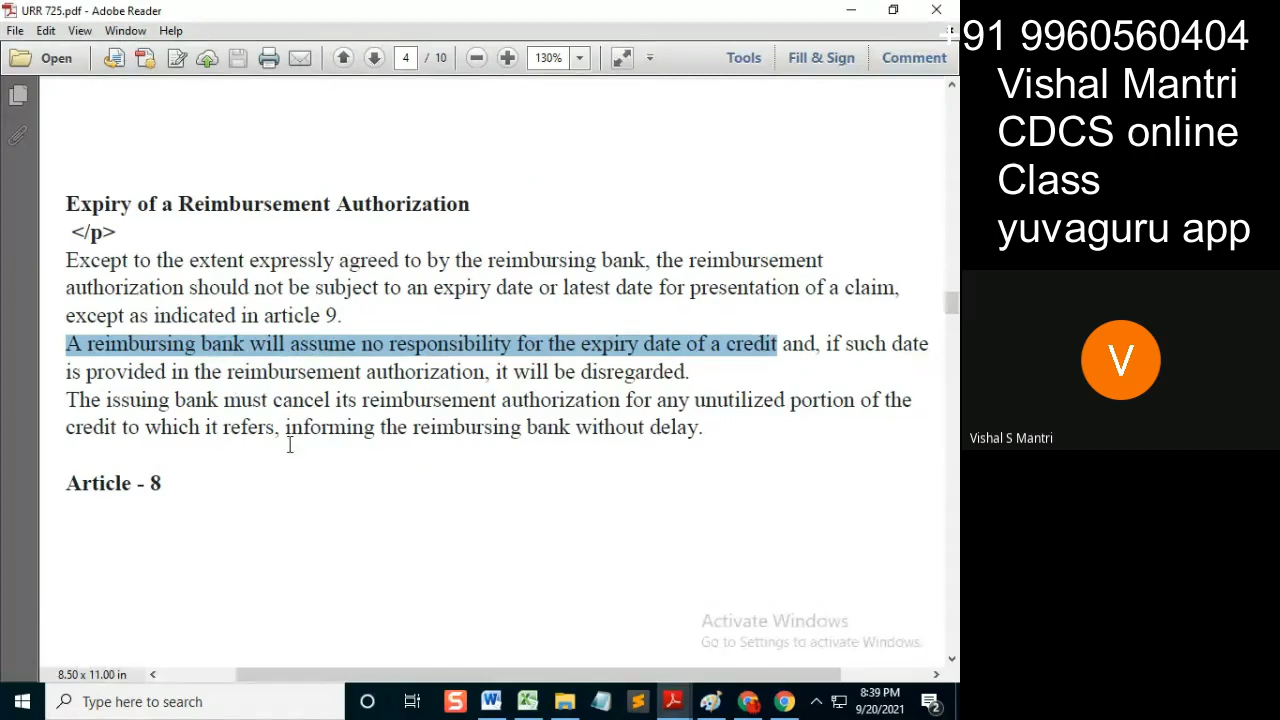 URR 725.pdf - Adobe Reader
File Edit View Window Help
Open 4 / 10 130% Tools Fill & Sign Comment
Expiry of a Reimbursement Authorization
</p>
Except to the extent expressly agreed to by the reimbursing bank, the reimbursement
authorization should not be subject to an expiry date or latest date for presentation of a claim,
except as indicated in article 9.
A reimbursing bank will assume no responsibility for the expiry date of a credit and, if such date
is provided in the reimbursement authorization, it will be disregarded.
The issuing bank must cancel its reimbursement authorization for any unutilized portion of the
credit to which it refers, informing the reimbursing bank without delay.
Article - 8
Activate Windows
Go to Settings to activate Windows.
8.50 x 11.00 in
Type here to search
8:39 PM
9/20/2021
2
91 9960560404
Vishal Mantri
CDCS online
Class
yuvaguru app
V
Vishal S Mantri